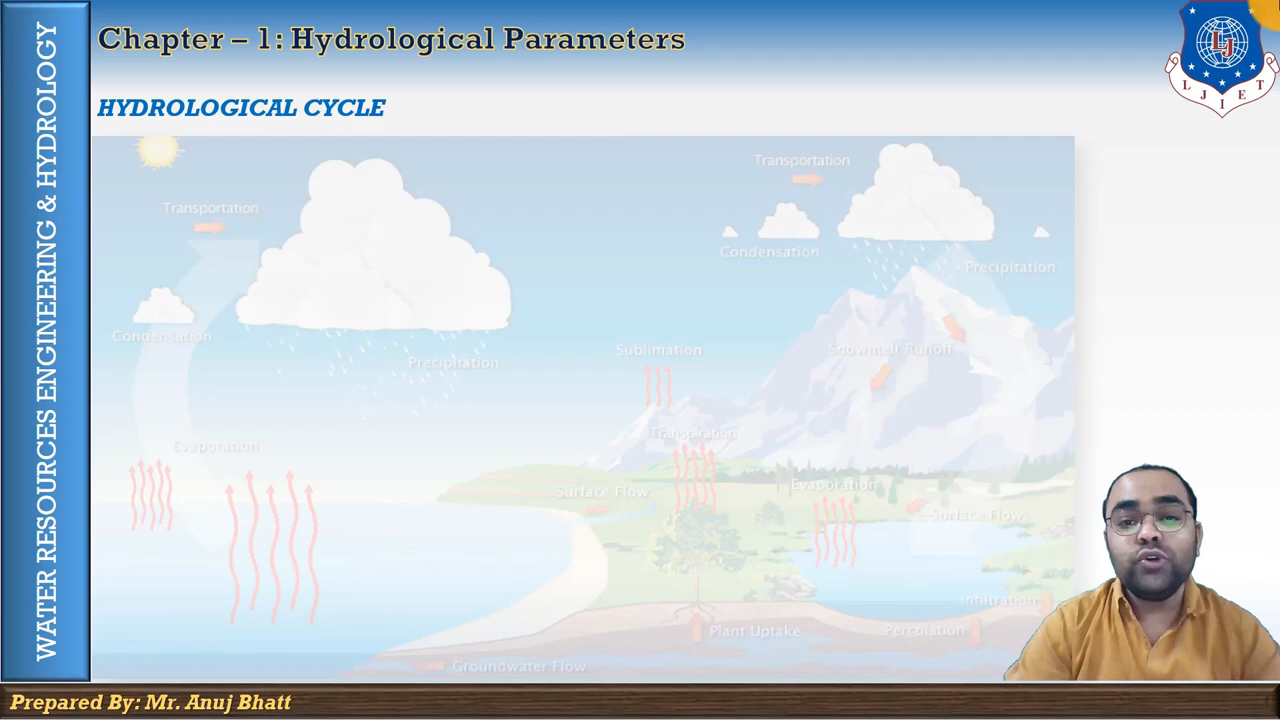 WATER RESOURCES ENGINEERING & HYDROLOGY
Chapter – 1: Hydrological Parameters
LJIET
HYDROLOGICAL CYCLE
Transportation
Transportation
Condensation
Precipitation
Condensation
Precipitation
Sublimation
Snowmelt Runoff
Transpiration
Evaporation
Evaporation
Surface Flow
Surface Flow
Infiltration
Plant Uptake
Percolation
Groundwater Flow
Prepared By: Mr. Anuj Bhatt